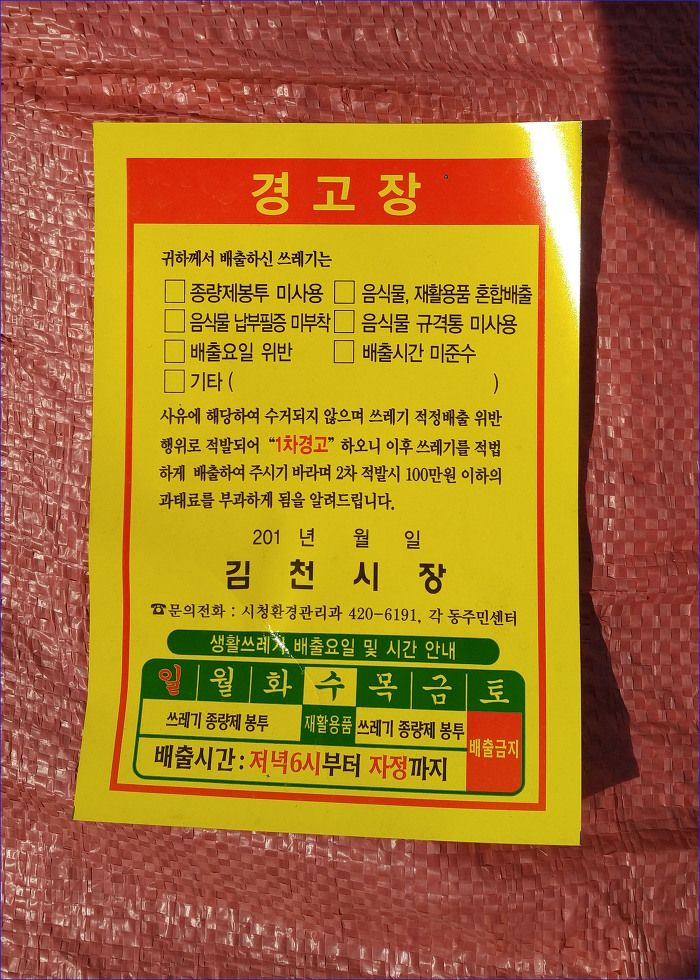 경고장
귀하께서 배출하신 쓰레기는
□ 종량제봉투 미사용 □ 음식물, 재활용품 혼합배출
□ 음식물 납부필증 미부착 □ 음식물 규격통 미사용
□ 배출요일 위반 □ 배출시간 미준수
□ 기타 ( )
사유에 해당하여 수거되지 않으며 쓰레기 적정배출 위반
행위로 적발되어 “1차경고” 하오니 이후 쓰레기를 적법
하게 배출하여 주시기 바라며 2차 적발시 100만원 이하의
과태료를 부과하게 됨을 알려드립니다.
201 년 월 일
김천시장
☎문의전화 : 시청환경관리과 420-6191, 각 동주민센터
생활쓰레기 배출요일 및 시간 안내
일 월 화 수 목 금 토
쓰레기 종량제 봉투 재활용품 쓰레기 종량제 봉투 배출금지
배출시간 : 저녁6시부터 자정까지